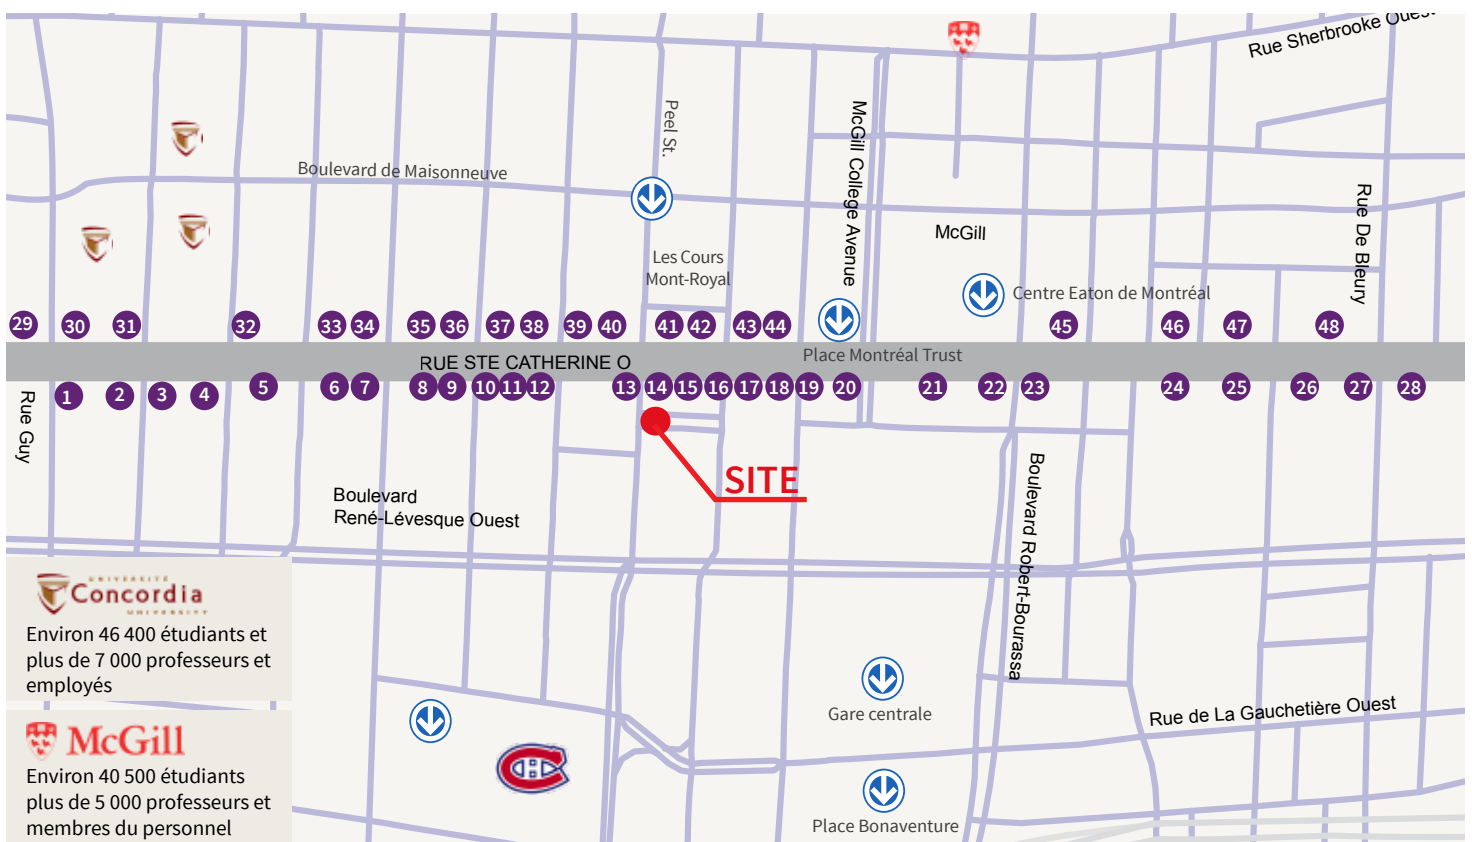 Rue Sherbrooke Ouest
Peel St.
McGill College Avenue
Boulevard de Maisonneuve
Rue De Bleury
McGill
Les Cours
Mont-Royal
Centre Eaton de Montréal
29 30 31 32 33 34 35 36 37 38 39 40 41 42 43 44 45 46 47 48
RUE STE CATHERINE O
Place Montréal Trust
1 2 3 4 5 6 7 8 9 10 11 12 13 14 15 16 17 18 19 20 21 22 23 24 25 26 27 28
Rue Guy
SITE
Boulevard
René-Lévesque Ouest
Boulevard Robert-Bourassa
UNIVERSITÉ
Concordia
UNIVERSITY
Environ 46 400 étudiants et
plus de 7 000 professeurs et
employés
Gare centrale
Rue de La Gauchetière Ouest
McGill
Environ 40 500 étudiants
plus de 5 000 professeurs et
membres du personnel
CH
Place Bonaventure